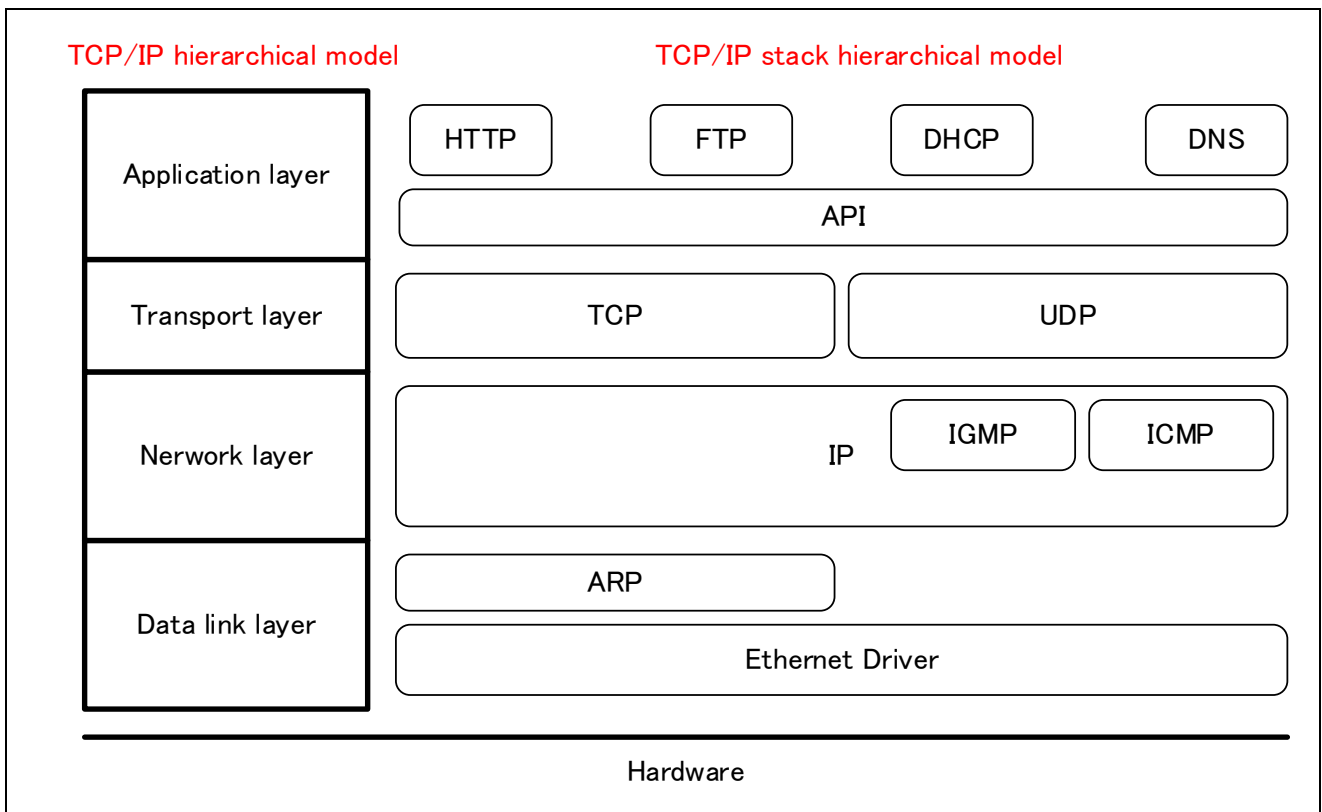 TCP/IP hierarchical model
TCP/IP stack hierarchical model
Application layer
HTTP
FTP
DHCP
DNS
API
Transport layer
TCP
UDP
Nerwork layer
IP
IGMP
ICMP
Data link layer
ARP
Ethernet Driver
Hardware